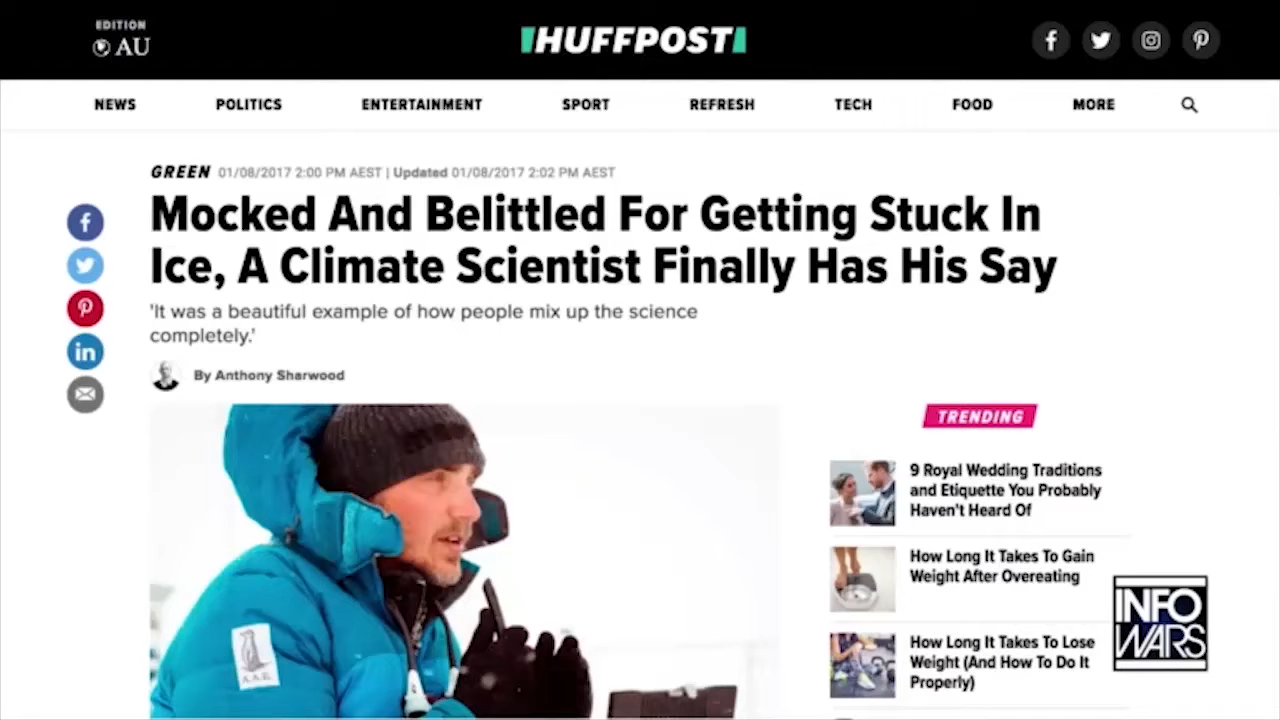 EDITION
AU
HUFFPOST
NEWS POLITICS ENTERTAINMENT SPORT REFRESH TECH FOOD MORE
GREEN 01/08/2017 2:00 PM AEST | Updated 01/08/2017 2:02 PM AEST
Mocked And Belittled For Getting Stuck In
Ice, A Climate Scientist Finally Has His Say
'It was a beautiful example of how people mix up the science
completely.'
By Anthony Sharwood
TRENDING
9 Royal Wedding Traditions
and Etiquette You Probably
Haven't Heard Of
How Long It Takes To Gain
Weight After Overeating
How Long It Takes To Lose
Weight (And How To Do It
Properly)
A.A.E.
INFO
WARS